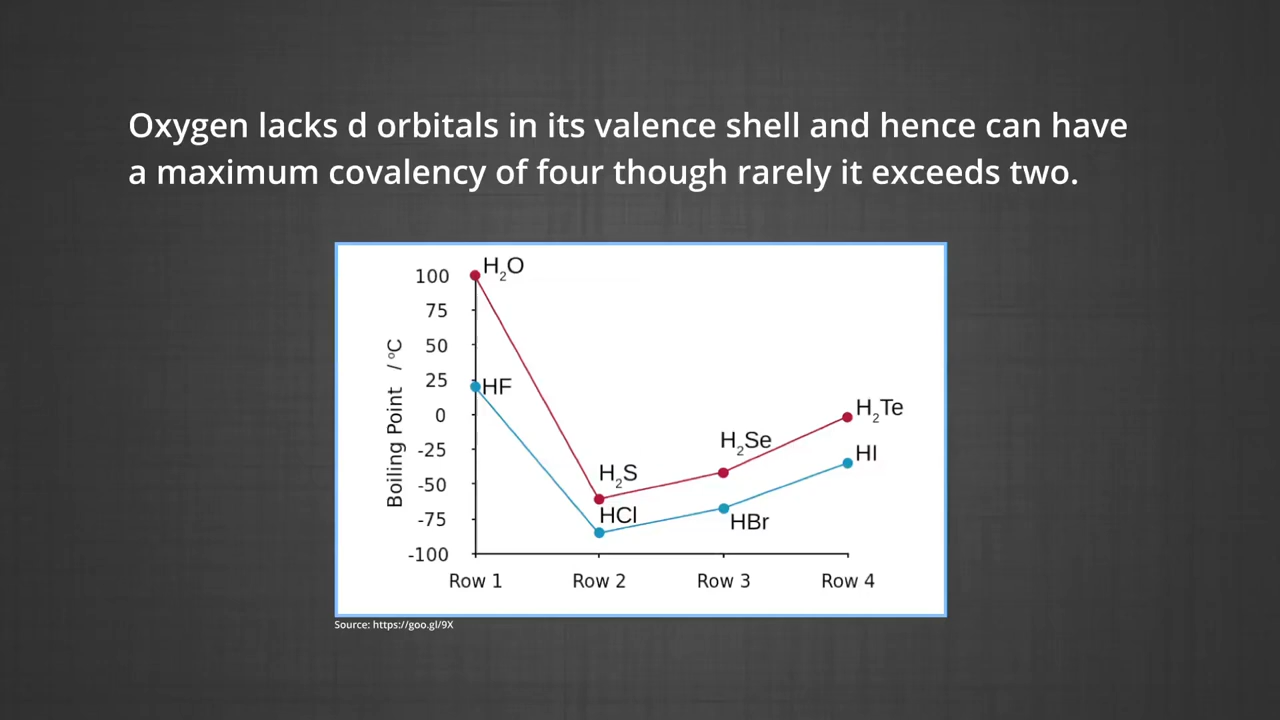 Oxygen lacks d orbitals in its valence shell and hence can have
a maximum covalency of four though rarely it exceeds two.
H₂O
100
75
50
25
HF
0
-25
-50
-75
-100
Boiling Point / °C
H₂S
HCl
H₂Se
HBr
H₂Te
HI
Row 1 Row 2 Row 3 Row 4
Source: https://goo.gl/9X